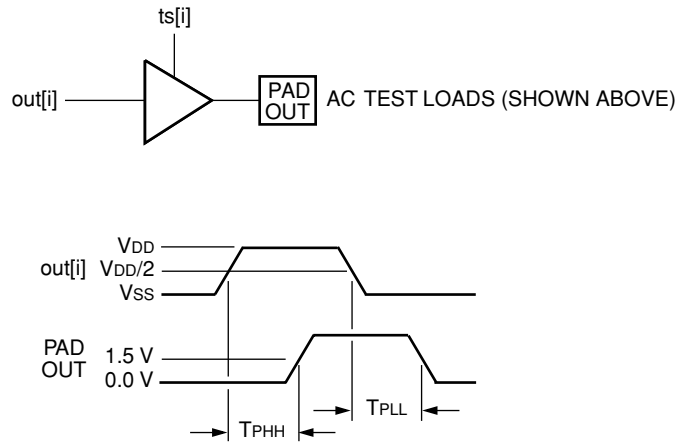 ts[i]
out[i]
PAD
OUT
AC TEST LOADS (SHOWN ABOVE)
VDD
out[i] VDD/2
VSS
PAD
OUT
1.5 V
0.0 V
TPHH
TPLL